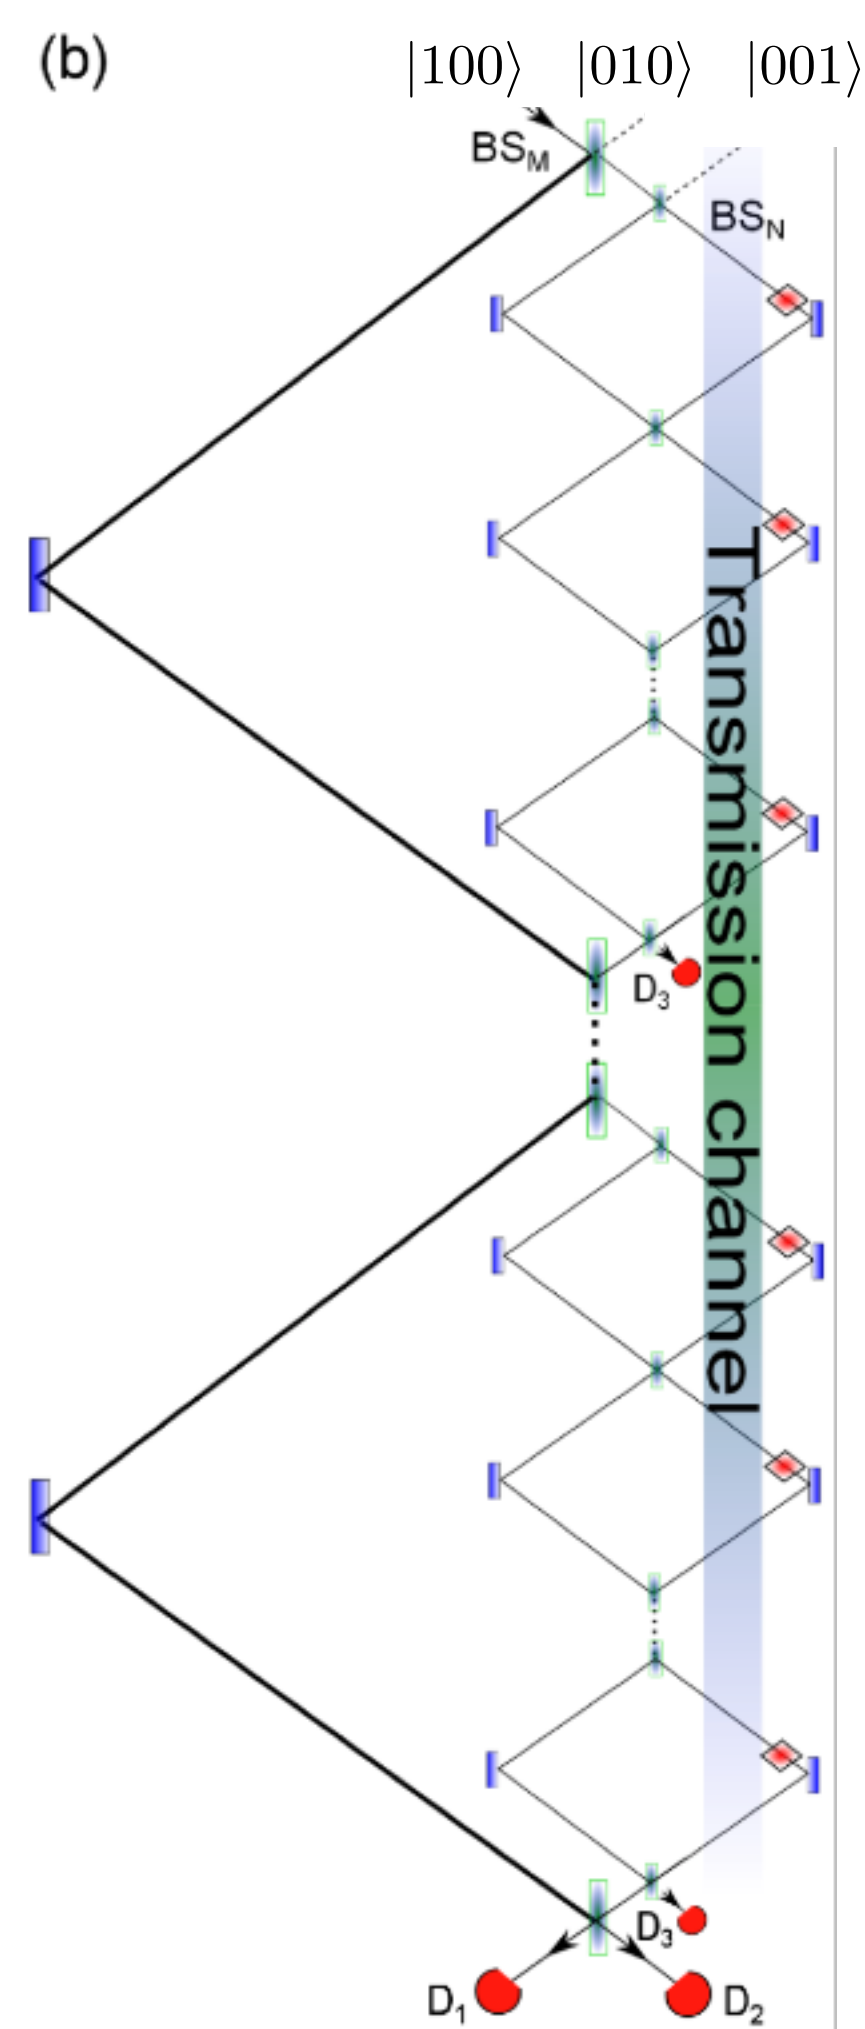 (b)
|100⟩ |010⟩ |001⟩
BS_M
BS_N
Transmission channel
D_3
D_3
D_1
D_2